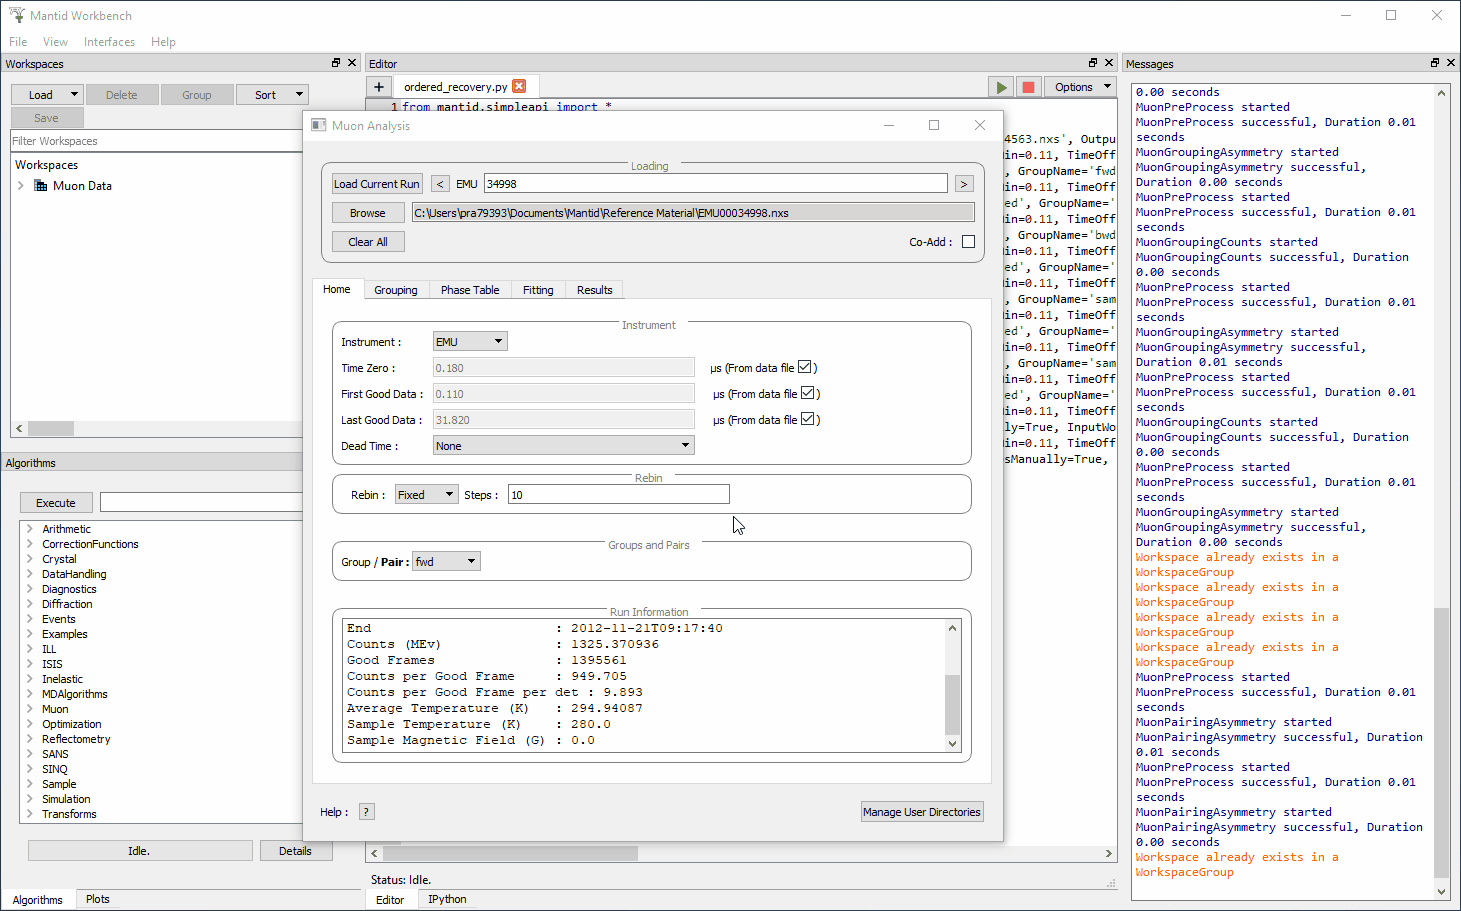 Mantid Workbench
File View Interfaces Help
Workspaces
Load Delete Group Sort
Save
Filter Workspaces
Workspaces
Muon Data
Algorithms
Execute
Arithmetic
CorrectionFunctions
Crystal
DataHandling
Diagnostics
Diffraction
Events
Examples
ILL
ISIS
Inelastic
MDAlgorithms
Muon
Optimization
Reflectometry
SANS
SINQ
Sample
Simulation
Transforms
Idle. Details
Algorithms Plots
Editor
+ ordered_recovery.py Options
1 from mantid.simpleapi import *
4563.nxs', Outpu
in=0.11, TimeOff
, GroupName='fwd
in=0.11, TimeOff
ed', GroupName='
in=0.11, TimeOff
, GroupName='bwd
in=0.11, TimeOff
ed', GroupName='
in=0.11, TimeOff
, GroupName='sam
in=0.11, TimeOff
ed', GroupName='
in=0.11, TimeOff
, GroupName='sam
in=0.11, TimeOff
ed', GroupName='
in=0.11, TimeOff
ly=True, InputWo
in=0.11, TimeOff
sManually=True,
Status: Idle.
Editor IPython
Muon Analysis
Loading
Load Current Run < EMU 34998 >
Browse C:\Users\pra79393\Documents\Mantid\Reference Material\EMU00034998.nxs
Clear All Co-Add :
Home Grouping Phase Table Fitting Results
Instrument
Instrument : EMU
Time Zero : 0.180 µs (From data file )
First Good Data : 0.110 µs (From data file )
Last Good Data : 31.820 µs (From data file )
Dead Time : None
Rebin
Rebin : Fixed Steps : 10
Groups and Pairs
Group / Pair : fwd
Run Information
End : 2012-11-21T09:17:40
Counts (MEv) : 1325.370936
Good Frames : 1395561
Counts per Good Frame : 949.705
Counts per Good Frame per det : 9.893
Average Temperature (K) : 294.94087
Sample Temperature (K) : 280.0
Sample Magnetic Field (G) : 0.0
Help : ? Manage User Directories
Messages
0.00 seconds
MuonPreProcess started
MuonPreProcess successful, Duration 0.01
seconds
MuonGroupingAsymmetry started
MuonGroupingAsymmetry successful,
Duration 0.00 seconds
MuonPreProcess started
MuonPreProcess successful, Duration 0.01
seconds
MuonGroupingCounts started
MuonGroupingCounts successful, Duration
0.00 seconds
MuonPreProcess started
MuonPreProcess successful, Duration 0.01
seconds
MuonGroupingAsymmetry started
MuonGroupingAsymmetry successful,
Duration 0.01 seconds
MuonPreProcess started
MuonPreProcess successful, Duration 0.01
seconds
MuonGroupingCounts started
MuonGroupingCounts successful, Duration
0.00 seconds
MuonPreProcess started
MuonPreProcess successful, Duration 0.01
seconds
MuonGroupingAsymmetry started
MuonGroupingAsymmetry successful,
Duration 0.00 seconds
Workspace already exists in a
WorkspaceGroup
Workspace already exists in a
WorkspaceGroup
Workspace already exists in a
WorkspaceGroup
Workspace already exists in a
WorkspaceGroup
MuonPreProcess started
MuonPreProcess successful, Duration 0.01
seconds
MuonPairingAsymmetry started
MuonPairingAsymmetry successful, Duration
0.01 seconds
MuonPreProcess started
MuonPreProcess successful, Duration 0.01
seconds
MuonPairingAsymmetry started
MuonPairingAsymmetry successful, Duration
0.00 seconds
Workspace already exists in a
WorkspaceGroup